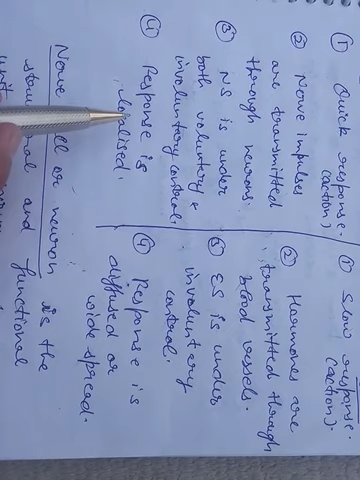 ① Quick response.
(action)
② Nerve impulses
are transmitted
through neurons.
③ NS is under
both voluntary &
involuntary control.
④ Response is
localised.
① Slow response.
(action).
② Hormones are
transmitted through
blood vessels.
③ ES is under
involuntary
control.
④ Response is
diffused or
wide spread.
Nerve cell or neuron is the
structural and functional
unit